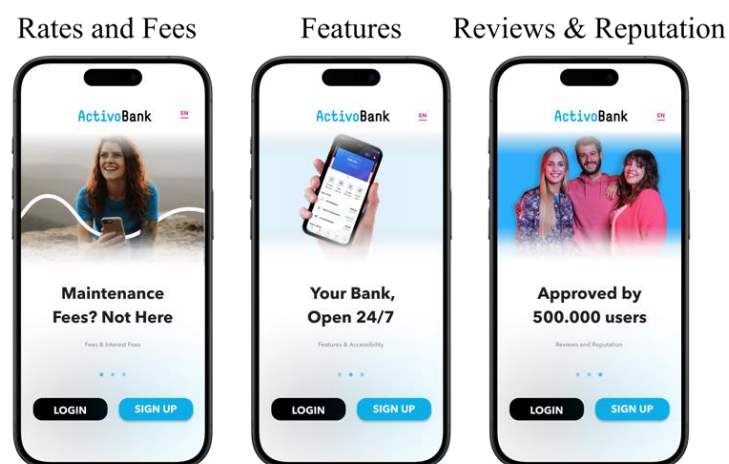 Rates and Fees
Features
Reviews & Reputation
ActivoBank
EN
Maintenance
Fees? Not Here
Fees & Interest Fees
LOGIN
SIGN UP
ActivoBank
EN
Your Bank,
Open 24/7
Features & Accessibility
LOGIN
SIGN UP
ActivoBank
EN
Approved by
500.000 users
Reviews and Reputation
LOGIN
SIGN UP